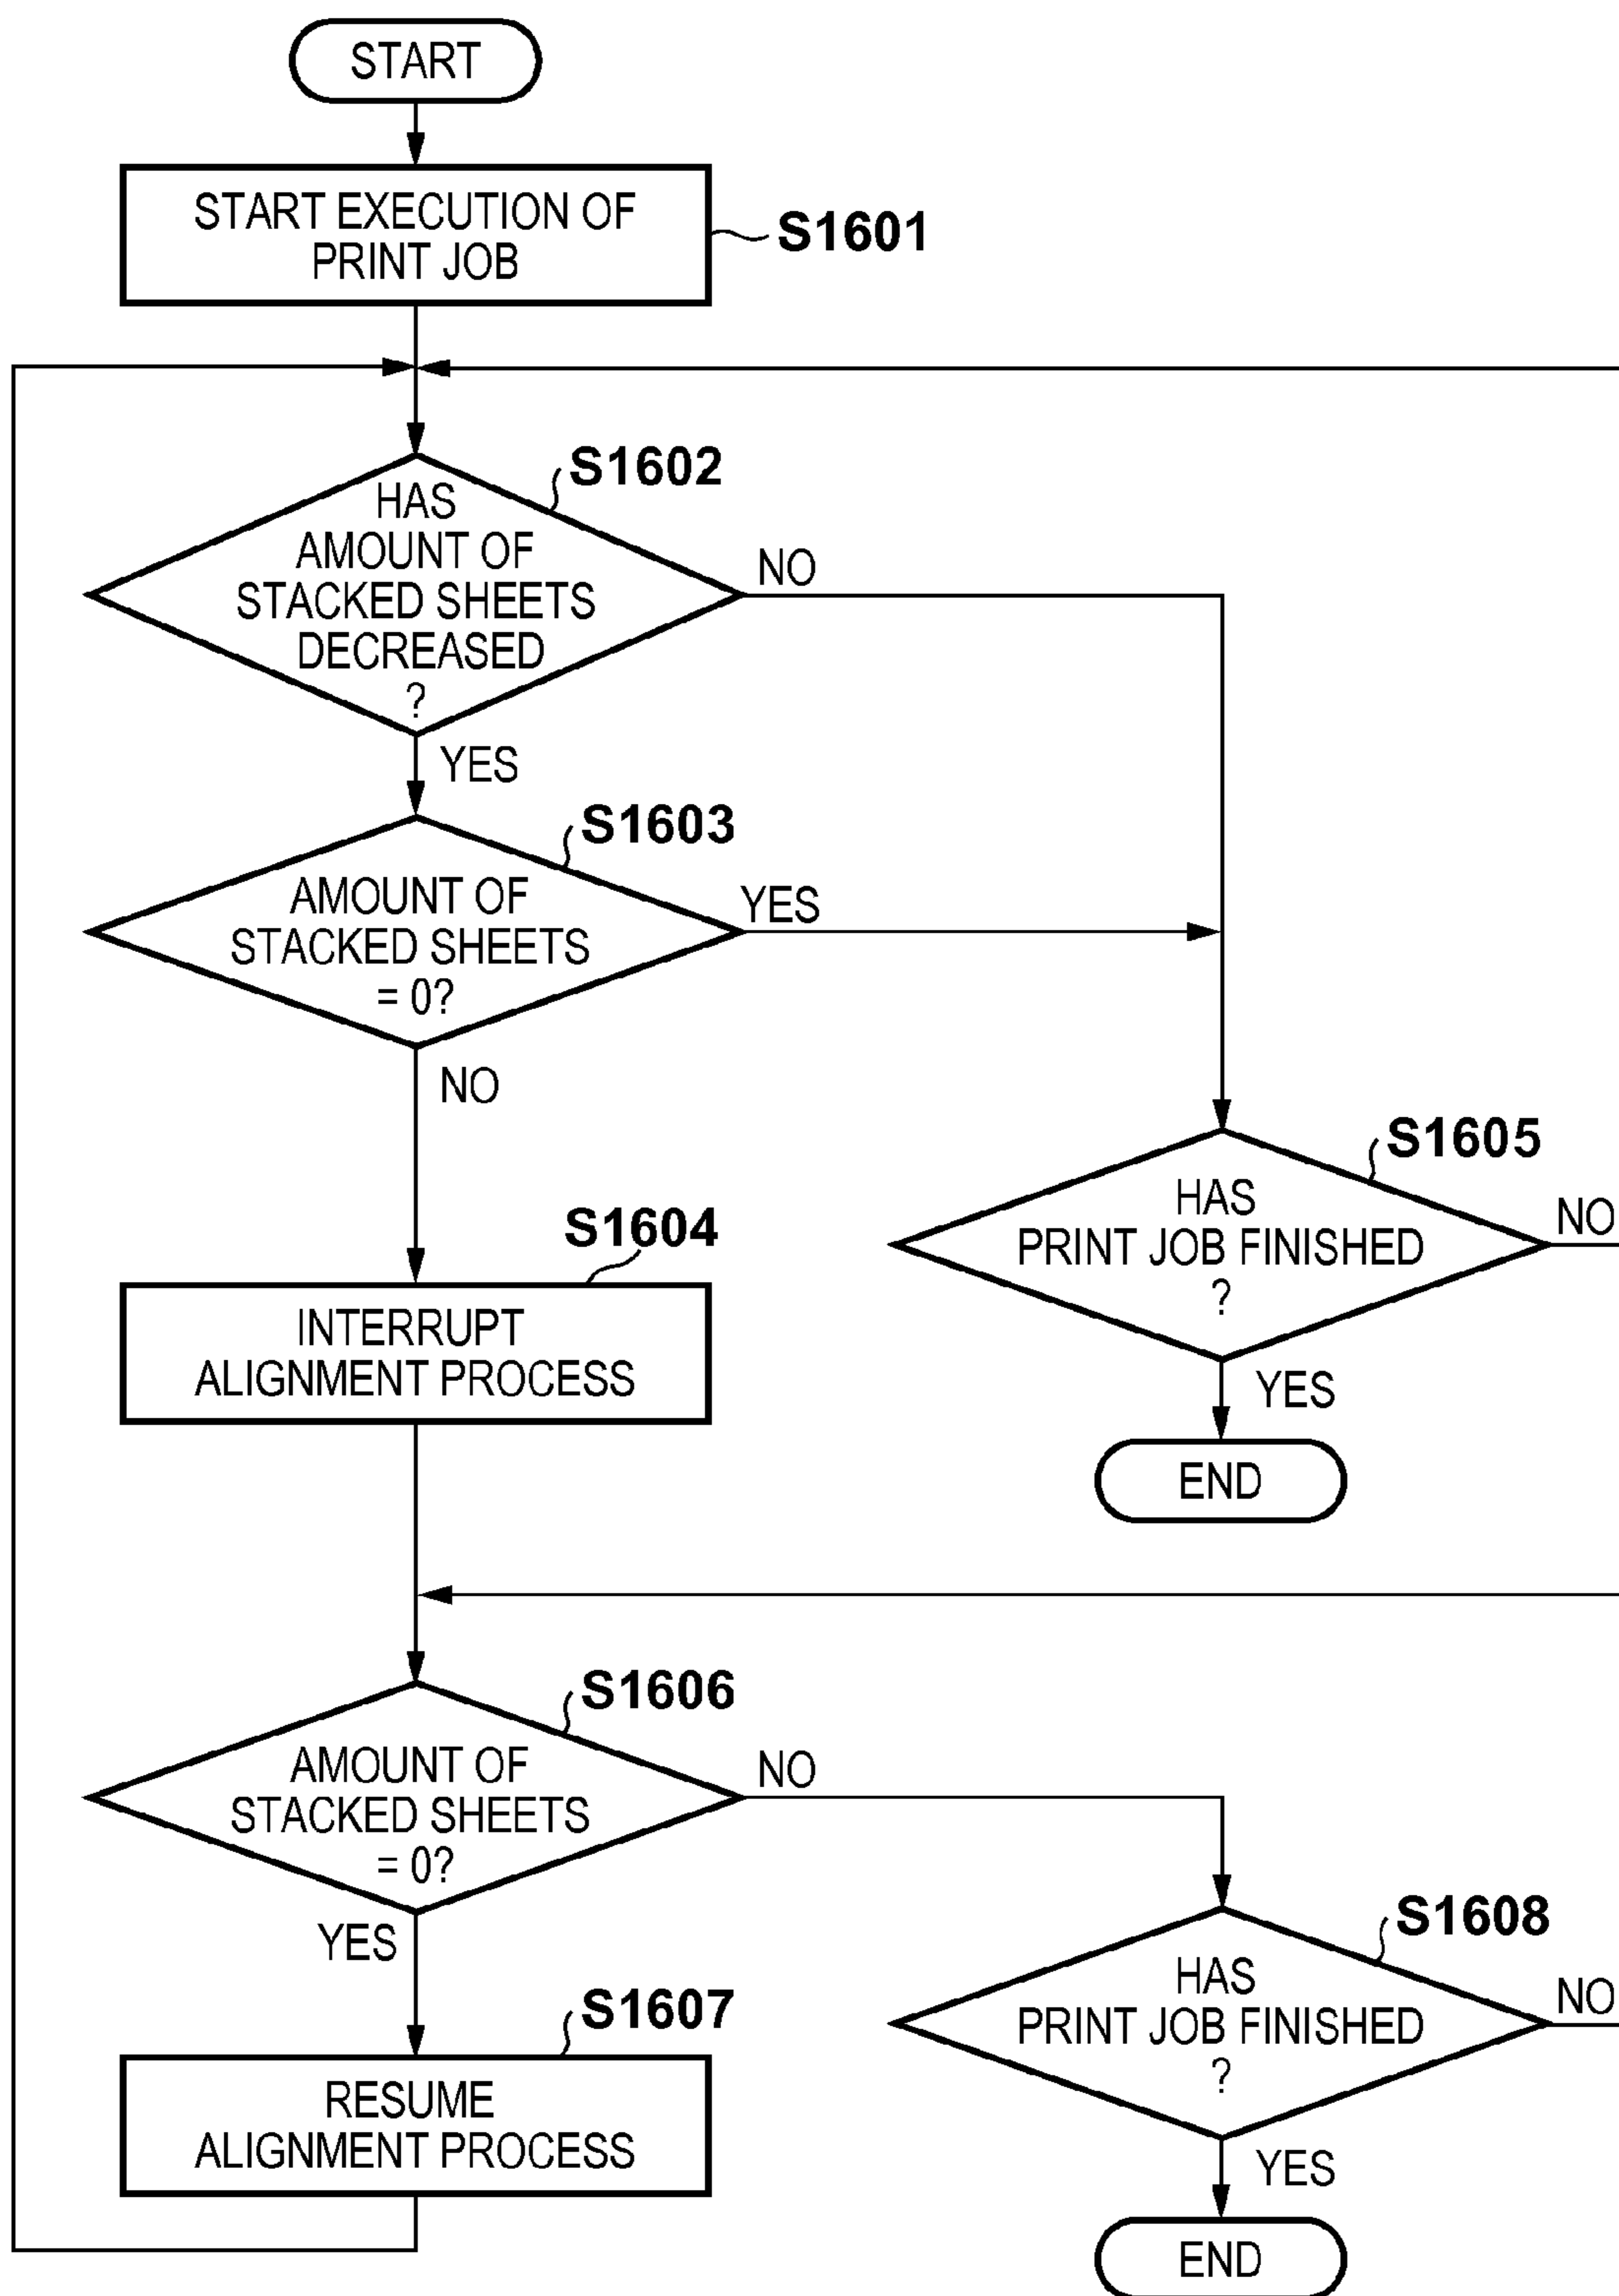 START
START EXECUTION OF
PRINT JOB
S1601
S1602
HAS
AMOUNT OF
STACKED SHEETS
DECREASED
?
NO
YES
S1603
AMOUNT OF
STACKED SHEETS
= 0?
YES
NO
S1605
HAS
PRINT JOB FINISHED
?
NO
YES
END
S1604
INTERRUPT
ALIGNMENT PROCESS
S1606
AMOUNT OF
STACKED SHEETS
= 0?
NO
YES
S1608
HAS
PRINT JOB FINISHED
?
NO
YES
END
S1607
RESUME
ALIGNMENT PROCESS